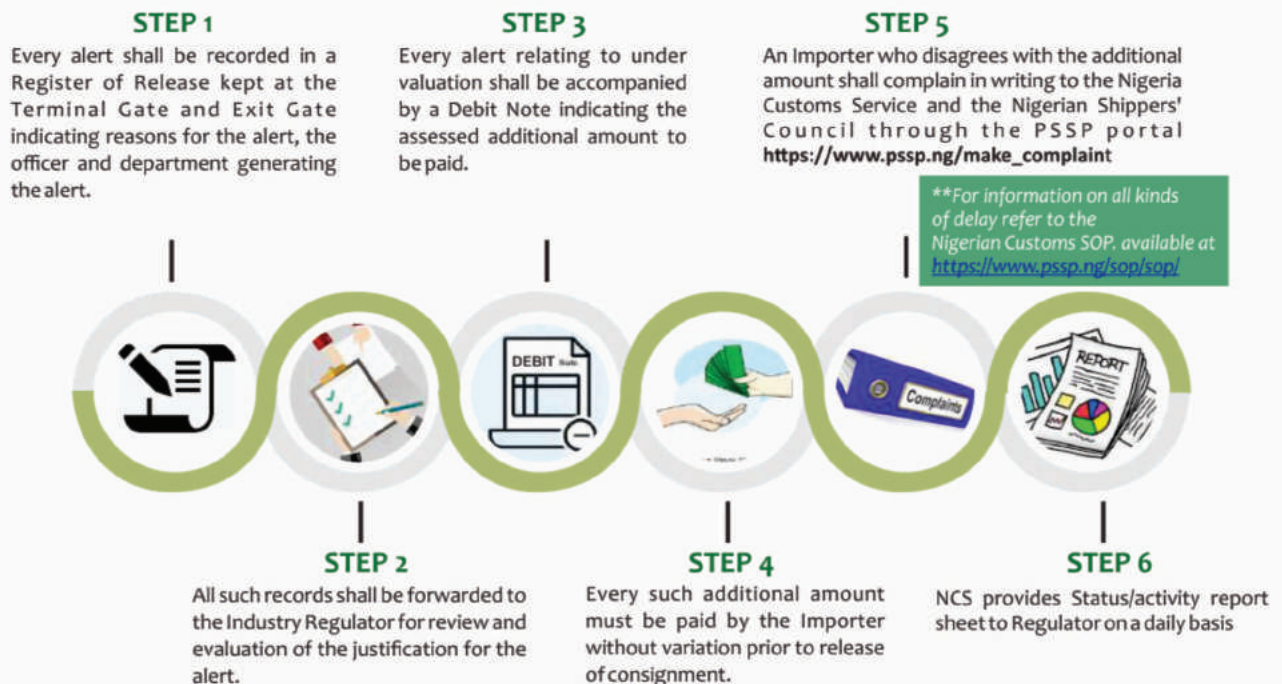 STEP 1
Every alert shall be recorded in a
Register of Release kept at the
Terminal Gate and Exit Gate
indicating reasons for the alert, the
officer and department generating
the alert.
STEP 3
Every alert relating to under
valuation shall be accompanied
by a Debit Note indicating the
assessed additional amount to
be paid.
STEP 5
An Importer who disagrees with the additional
amount shall complain in writing to the Nigeria
Customs Service and the Nigerian Shippers'
Council through the PSSP portal
https://www.pssp.ng/make_complaint
**For information on all kinds
of delay refer to the
Nigerian Customs SOP. available at
https://www.pssp.ng/sop/sop/
DEBIT Note
Complaints
REPORT
STEP 2
All such records shall be forwarded to
the Industry Regulator for review and
evaluation of the justification for the
alert.
STEP 4
Every such additional amount
must be paid by the Importer
without variation prior to release
of consignment.
STEP 6
NCS provides Status/activity report
sheet to Regulator on a daily basis